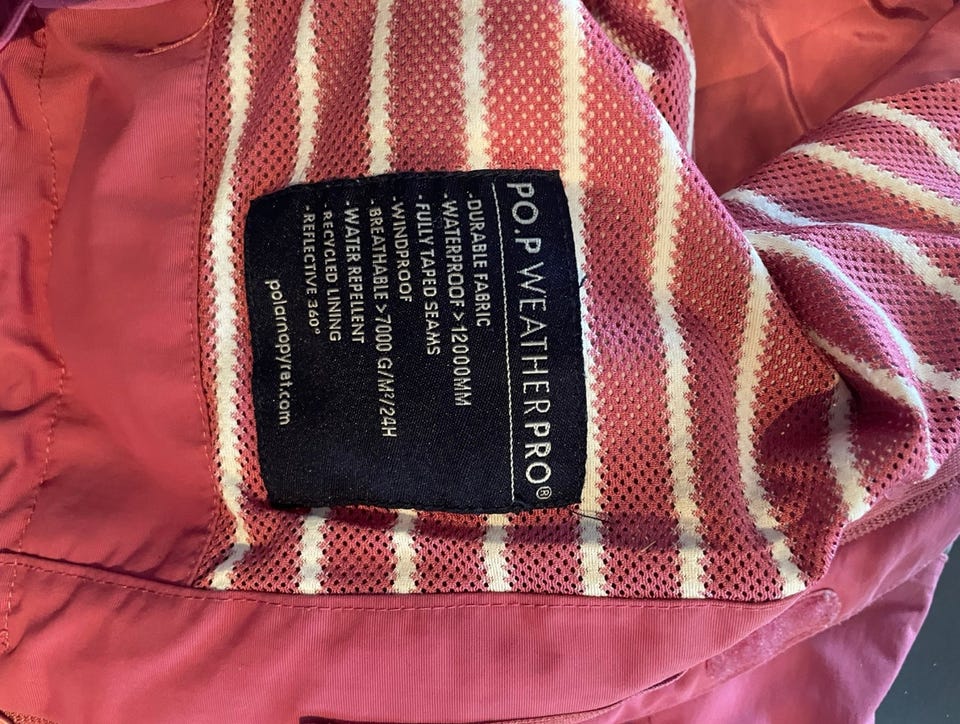 PO.P WEATHERPRO®
· DURABLE FABRIC
· WATERPROOF > 12000MM
· FULLY TAPED SEAMS
· WINDPROOF
· BREATHABLE > 7000 G/M²/24H
· WATER REPELLENT
· RECYCLED LINING
· REFLECTIVE 360°
polarnopyret.com